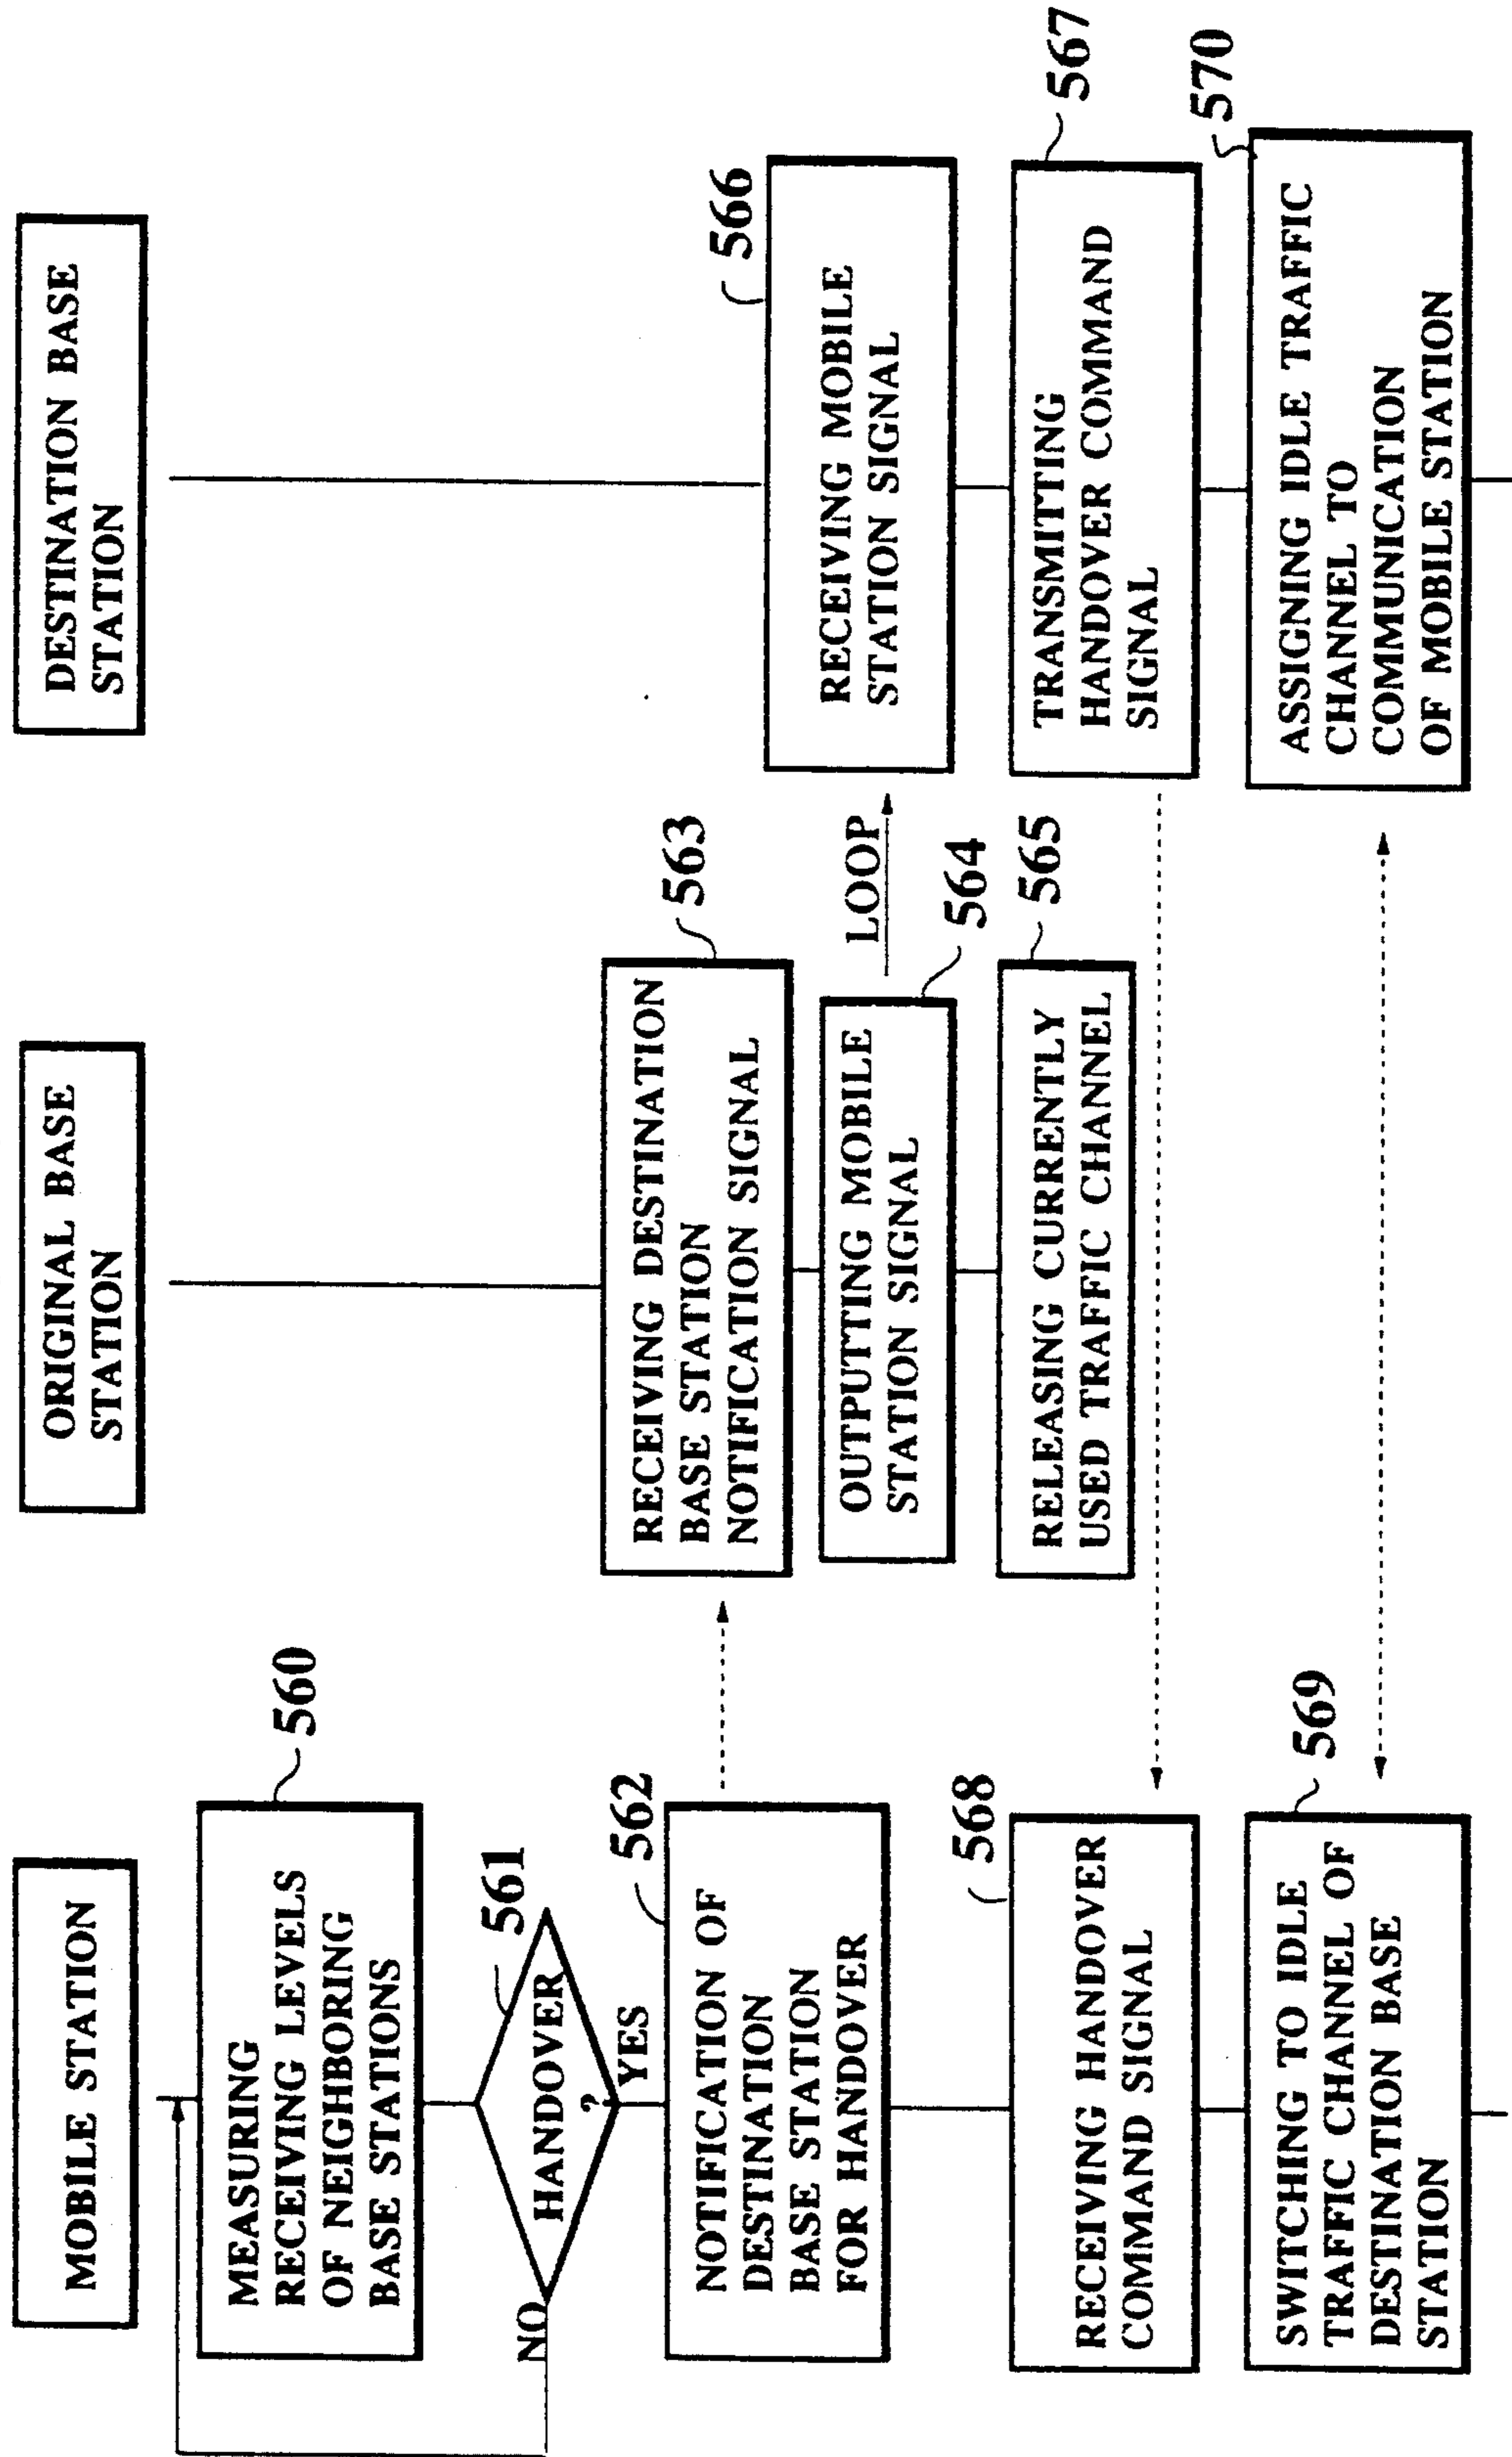 MOBILE STATION
MEASURING
RECEIVING LEVELS
OF NEIGHBORING
BASE STATIONS
560
561
HANDOVER
?
NO
YES
562
NOTIFICATION OF
DESTINATION
BASE STATION
FOR HANDOVER
568
RECEIVING HANDOVER
COMMAND SIGNAL
569
SWITCHING TO IDLE
TRAFFIC CHANNEL OF
DESTINATION BASE
STATION
ORIGINAL BASE
STATION
563
RECEIVING DESTINATION
BASE STATION
NOTIFICATION SIGNAL
LOOP
564
OUTPUTTING MOBILE
STATION SIGNAL
565
RELEASING CURRENTLY
USED TRAFFIC CHANNEL
DESTINATION BASE
STATION
566
RECEIVING MOBILE
STATION SIGNAL
567
TRANSMITTING
HANDOVER COMMAND
SIGNAL
570
ASSIGNING IDLE TRAFFIC
CHANNEL TO
COMMUNICATION
OF MOBILE STATION